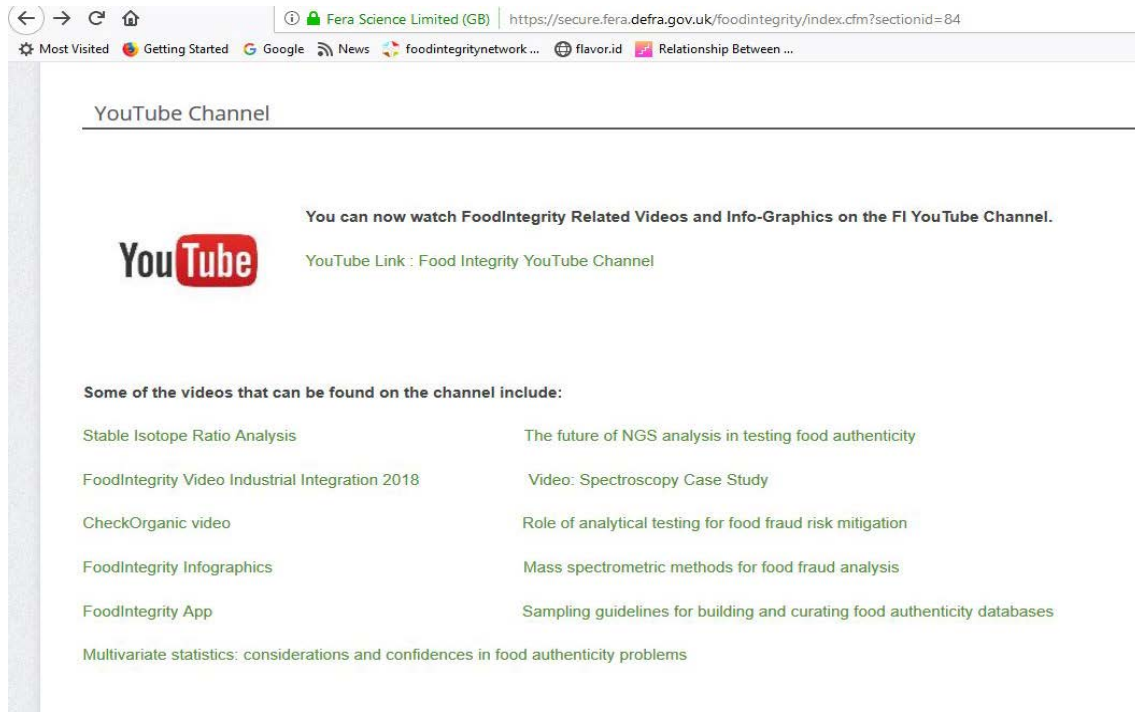 Fera Science Limited (GB) https://secure.fera.defra.gov.uk/foodintegrity/index.cfm?sectionid=84
Most Visited Getting Started G Google News foodintegritynetwork ... flavor.id Relationship Between ...
YouTube Channel
You can now watch FoodIntegrity Related Videos and Info-Graphics on the FI YouTube Channel.
YouTube
YouTube Link : Food Integrity YouTube Channel
Some of the videos that can be found on the channel include:
Stable Isotope Ratio Analysis The future of NGS analysis in testing food authenticity
FoodIntegrity Video Industrial Integration 2018 Video: Spectroscopy Case Study
CheckOrganic video Role of analytical testing for food fraud risk mitigation
FoodIntegrity Infographics Mass spectrometric methods for food fraud analysis
FoodIntegrity App Sampling guidelines for building and curating food authenticity databases
Multivariate statistics: considerations and confidences in food authenticity problems